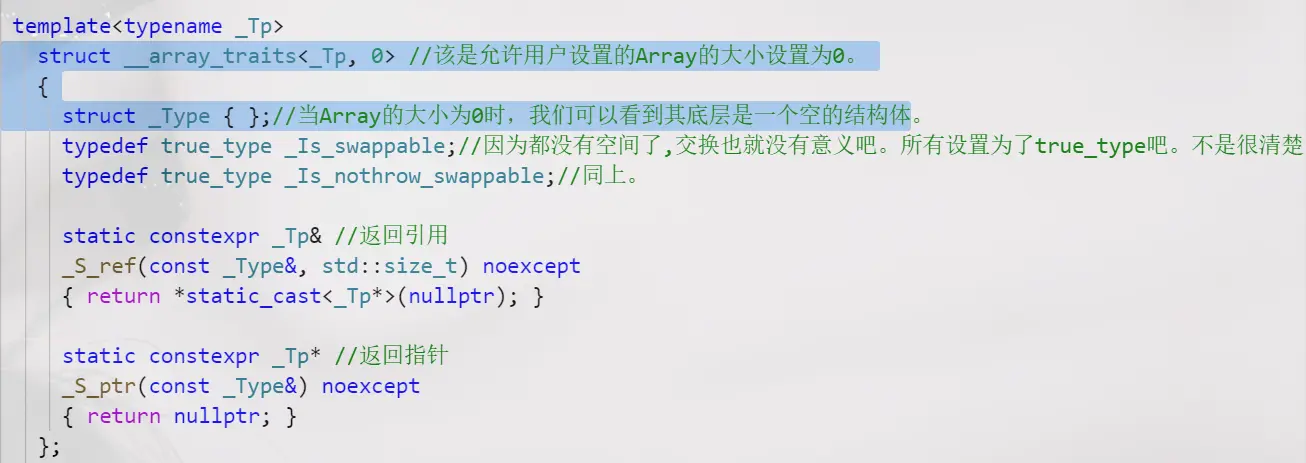 template<typename _Tp>
struct __array_traits<_Tp, 0> //该是允许用户设置的Array的大小设置为0。
{
struct _Type { };//当Array的大小为0时，我们可以看到其底层是一个空的结构体。
typedef true_type _Is_swappable;//因为都没有空间了,交换也就没有意义吧。所有设置为了true_type吧。不是很清楚
typedef true_type _Is_nothrow_swappable;//同上。
static constexpr _Tp& //返回引用
_S_ref(const _Type&, std::size_t) noexcept
{ return *static_cast<_Tp*>(nullptr); }
static constexpr _Tp* //返回指针
_S_ptr(const _Type&) noexcept
{ return nullptr; }
};